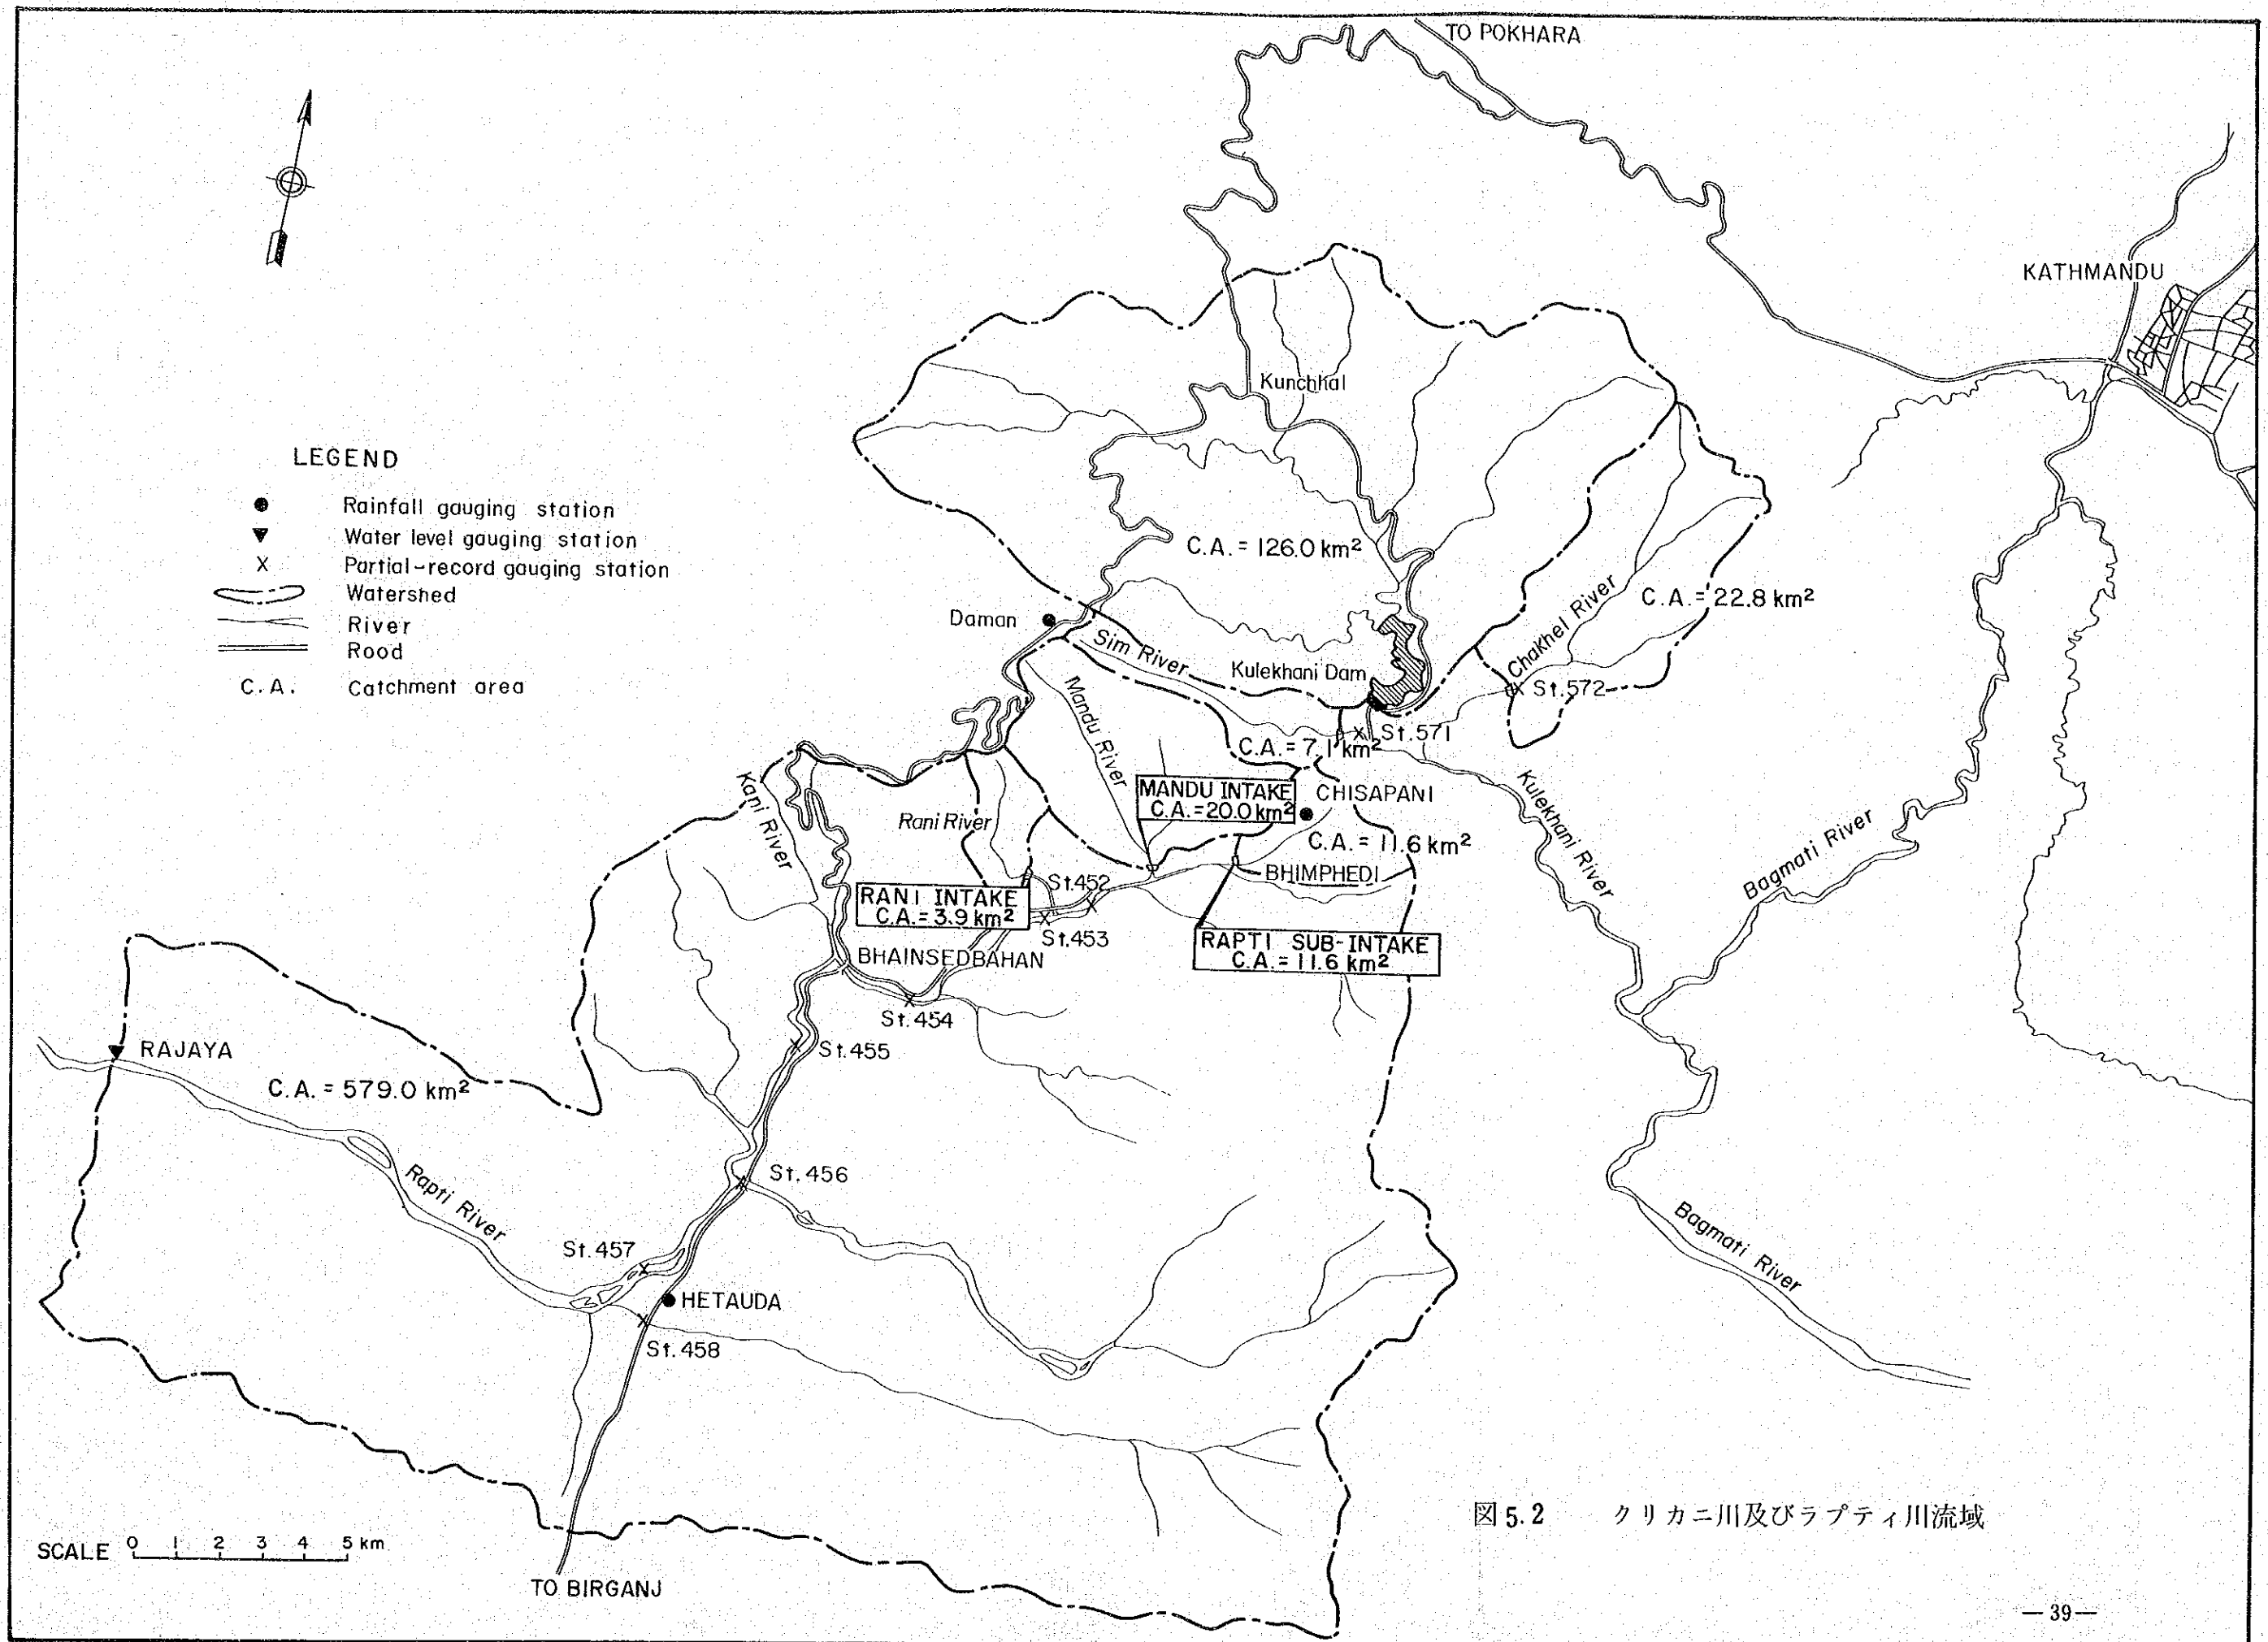 TO POKHARA
KATHMANDU
LEGEND
Rainfall gauging station
Water level gauging station
X Partial-record gauging station
Watershed
River
Rood
C.A. Catchment area
Kunchhal
C.A. = 126.0 km²
C.A. = 22.8 km²
Chakhel River
Daman
Sim River
Kulekhani Dam
St.572
St.571
C.A. = 7.1 km²
Mandu River
MANDU INTAKE
C.A.=20.0 km²
CHISAPANI
C.A. = 11.6 km²
BHIMPHEDI
Kulekhani River
Bagmati River
Kani River
Rani River
RANI INTAKE
C.A.=3.9 km²
St.452
St.453
RAPTI SUB-INTAKE
C.A.=11.6 km²
BHAINSEDBAHAN
St.454
St.455
RAJAYA
C.A. = 579.0 km²
Rapti River
St.456
St.457
HETAUDA
St.458
Bagmati River
SCALE 0 1 2 3 4 5 km
TO BIRGANJ
図5.2 クリカニ川及びラプティ川流域
—39—